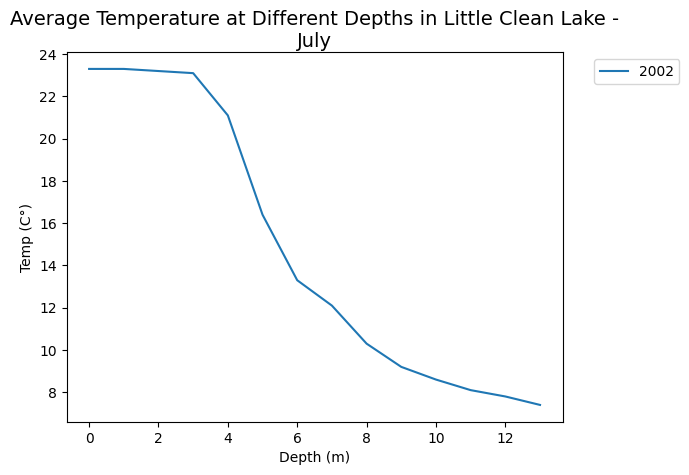 Average Temperature at Different Depths in Little Clean Lake -
July
24
22
20
18
16
14
12
10
8
Temp (C°)
0 2 4 6 8 10 12
Depth (m)
2002